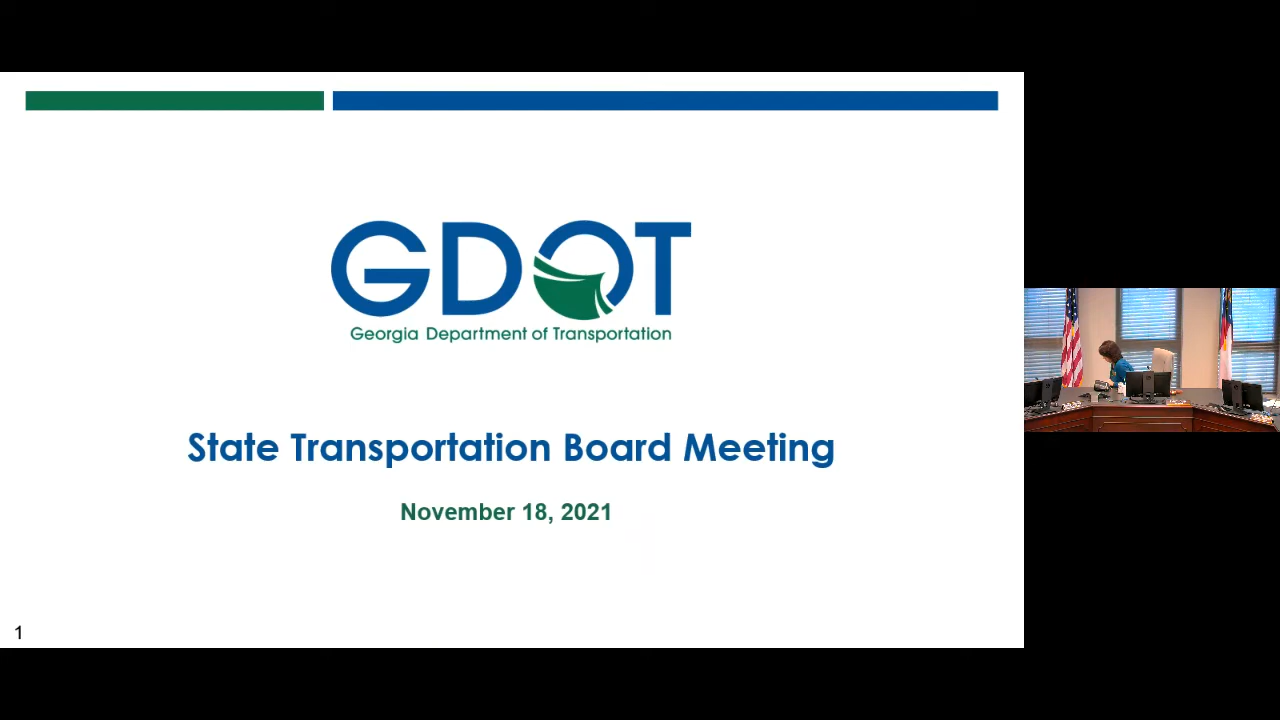 GDOT
Georgia Department of Transportation
State Transportation Board Meeting
November 18, 2021
1